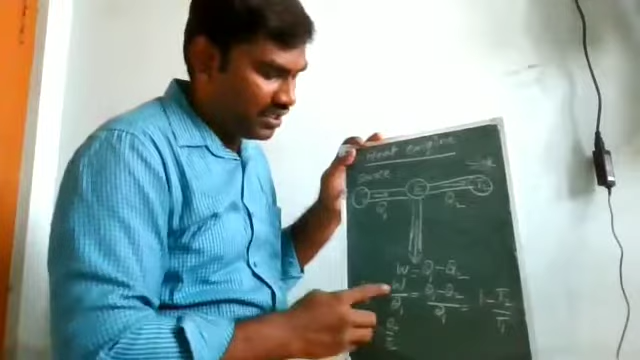 Heat engine
Source
E
Q₁ Q₂
W = Q₁ - Q₂
W/Q₁ = Q₁ - Q₂/Q₁ = 1 - T₂/T₁